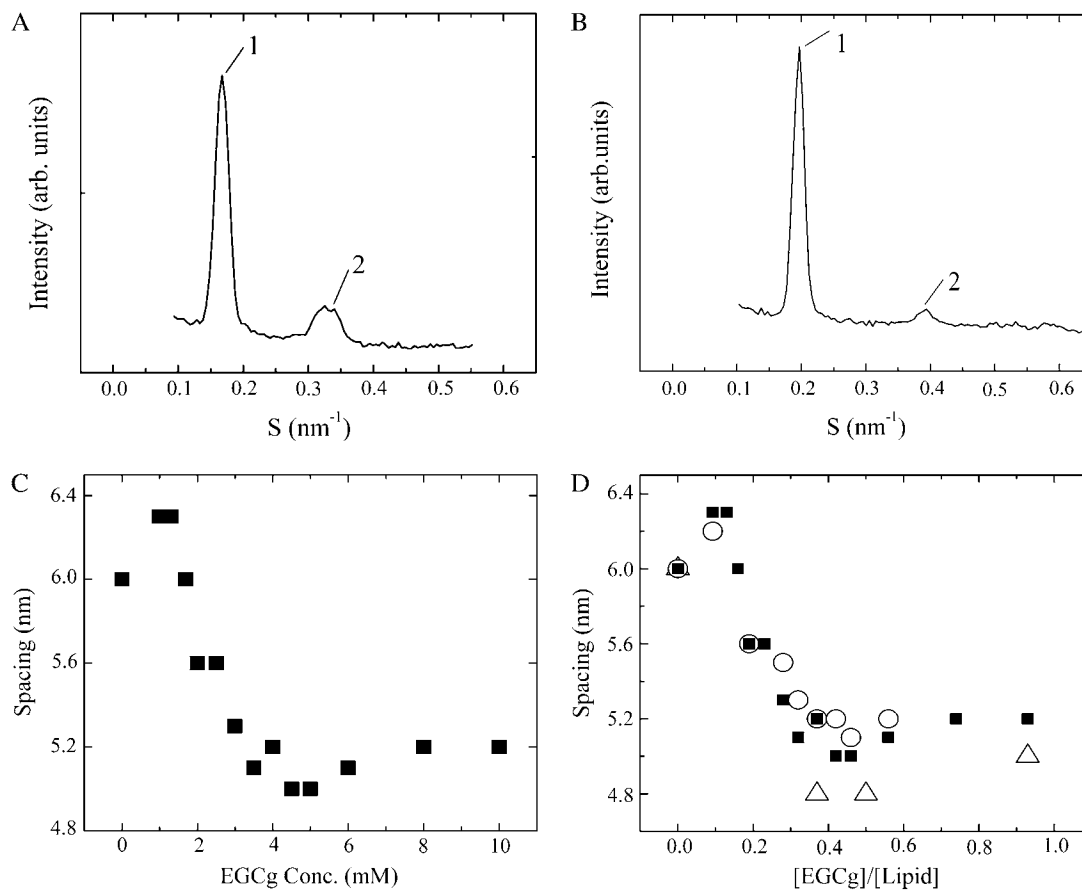 A
1
2
Intensity (arb. units)
0.0 0.1 0.2 0.3 0.4 0.5 0.6
S (nm⁻¹)
B
1
2
Intensity (arb.units)
0.0 0.1 0.2 0.3 0.4 0.5 0.6
S (nm⁻¹)
C
6.4
6.0
5.6
5.2
4.8
Spacing (nm)
0 2 4 6 8 10
EGCg Conc. (mM)
D
6.4
6.0
5.6
5.2
4.8
Spacing (nm)
0.0 0.2 0.4 0.6 0.8 1.0
[EGCg]/[Lipid]